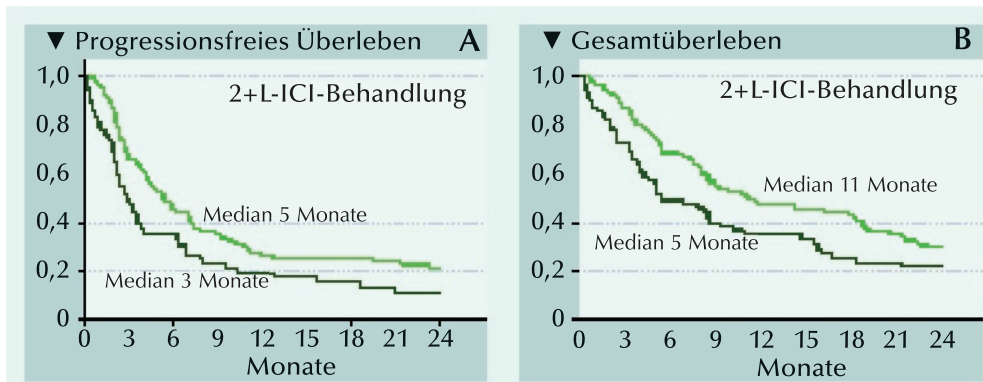 ▼ Progressionsfreies Überleben A
1,0
2+L-ICI-Behandlung
0,8
0,6
0,4
Median 5 Monate
0,2
Median 3 Monate
0
0 3 6 9 12 15 18 21 24
Monate
▼ Gesamtüberleben B
1,0
2+L-ICI-Behandlung
0,8
0,6
Median 11 Monate
0,4
Median 5 Monate
0,2
0
0 3 6 9 12 15 18 21 24
Monate